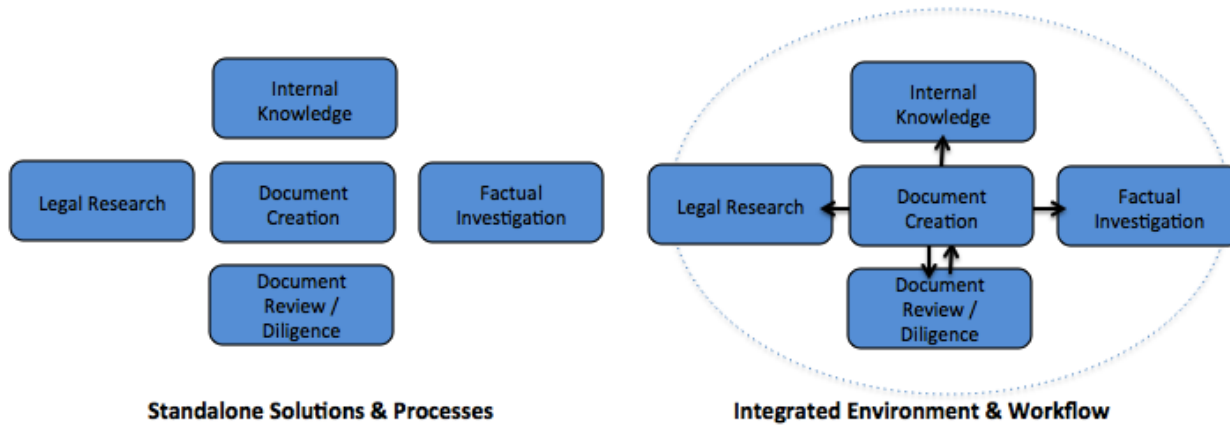 Internal
Knowledge
Legal Research
Document
Creation
Factual
Investigation
Document
Review /
Diligence
Standalone Solutions & Processes
Internal
Knowledge
Legal Research
Document
Creation
Factual
Investigation
Document
Review /
Diligence
Integrated Environment & Workflow